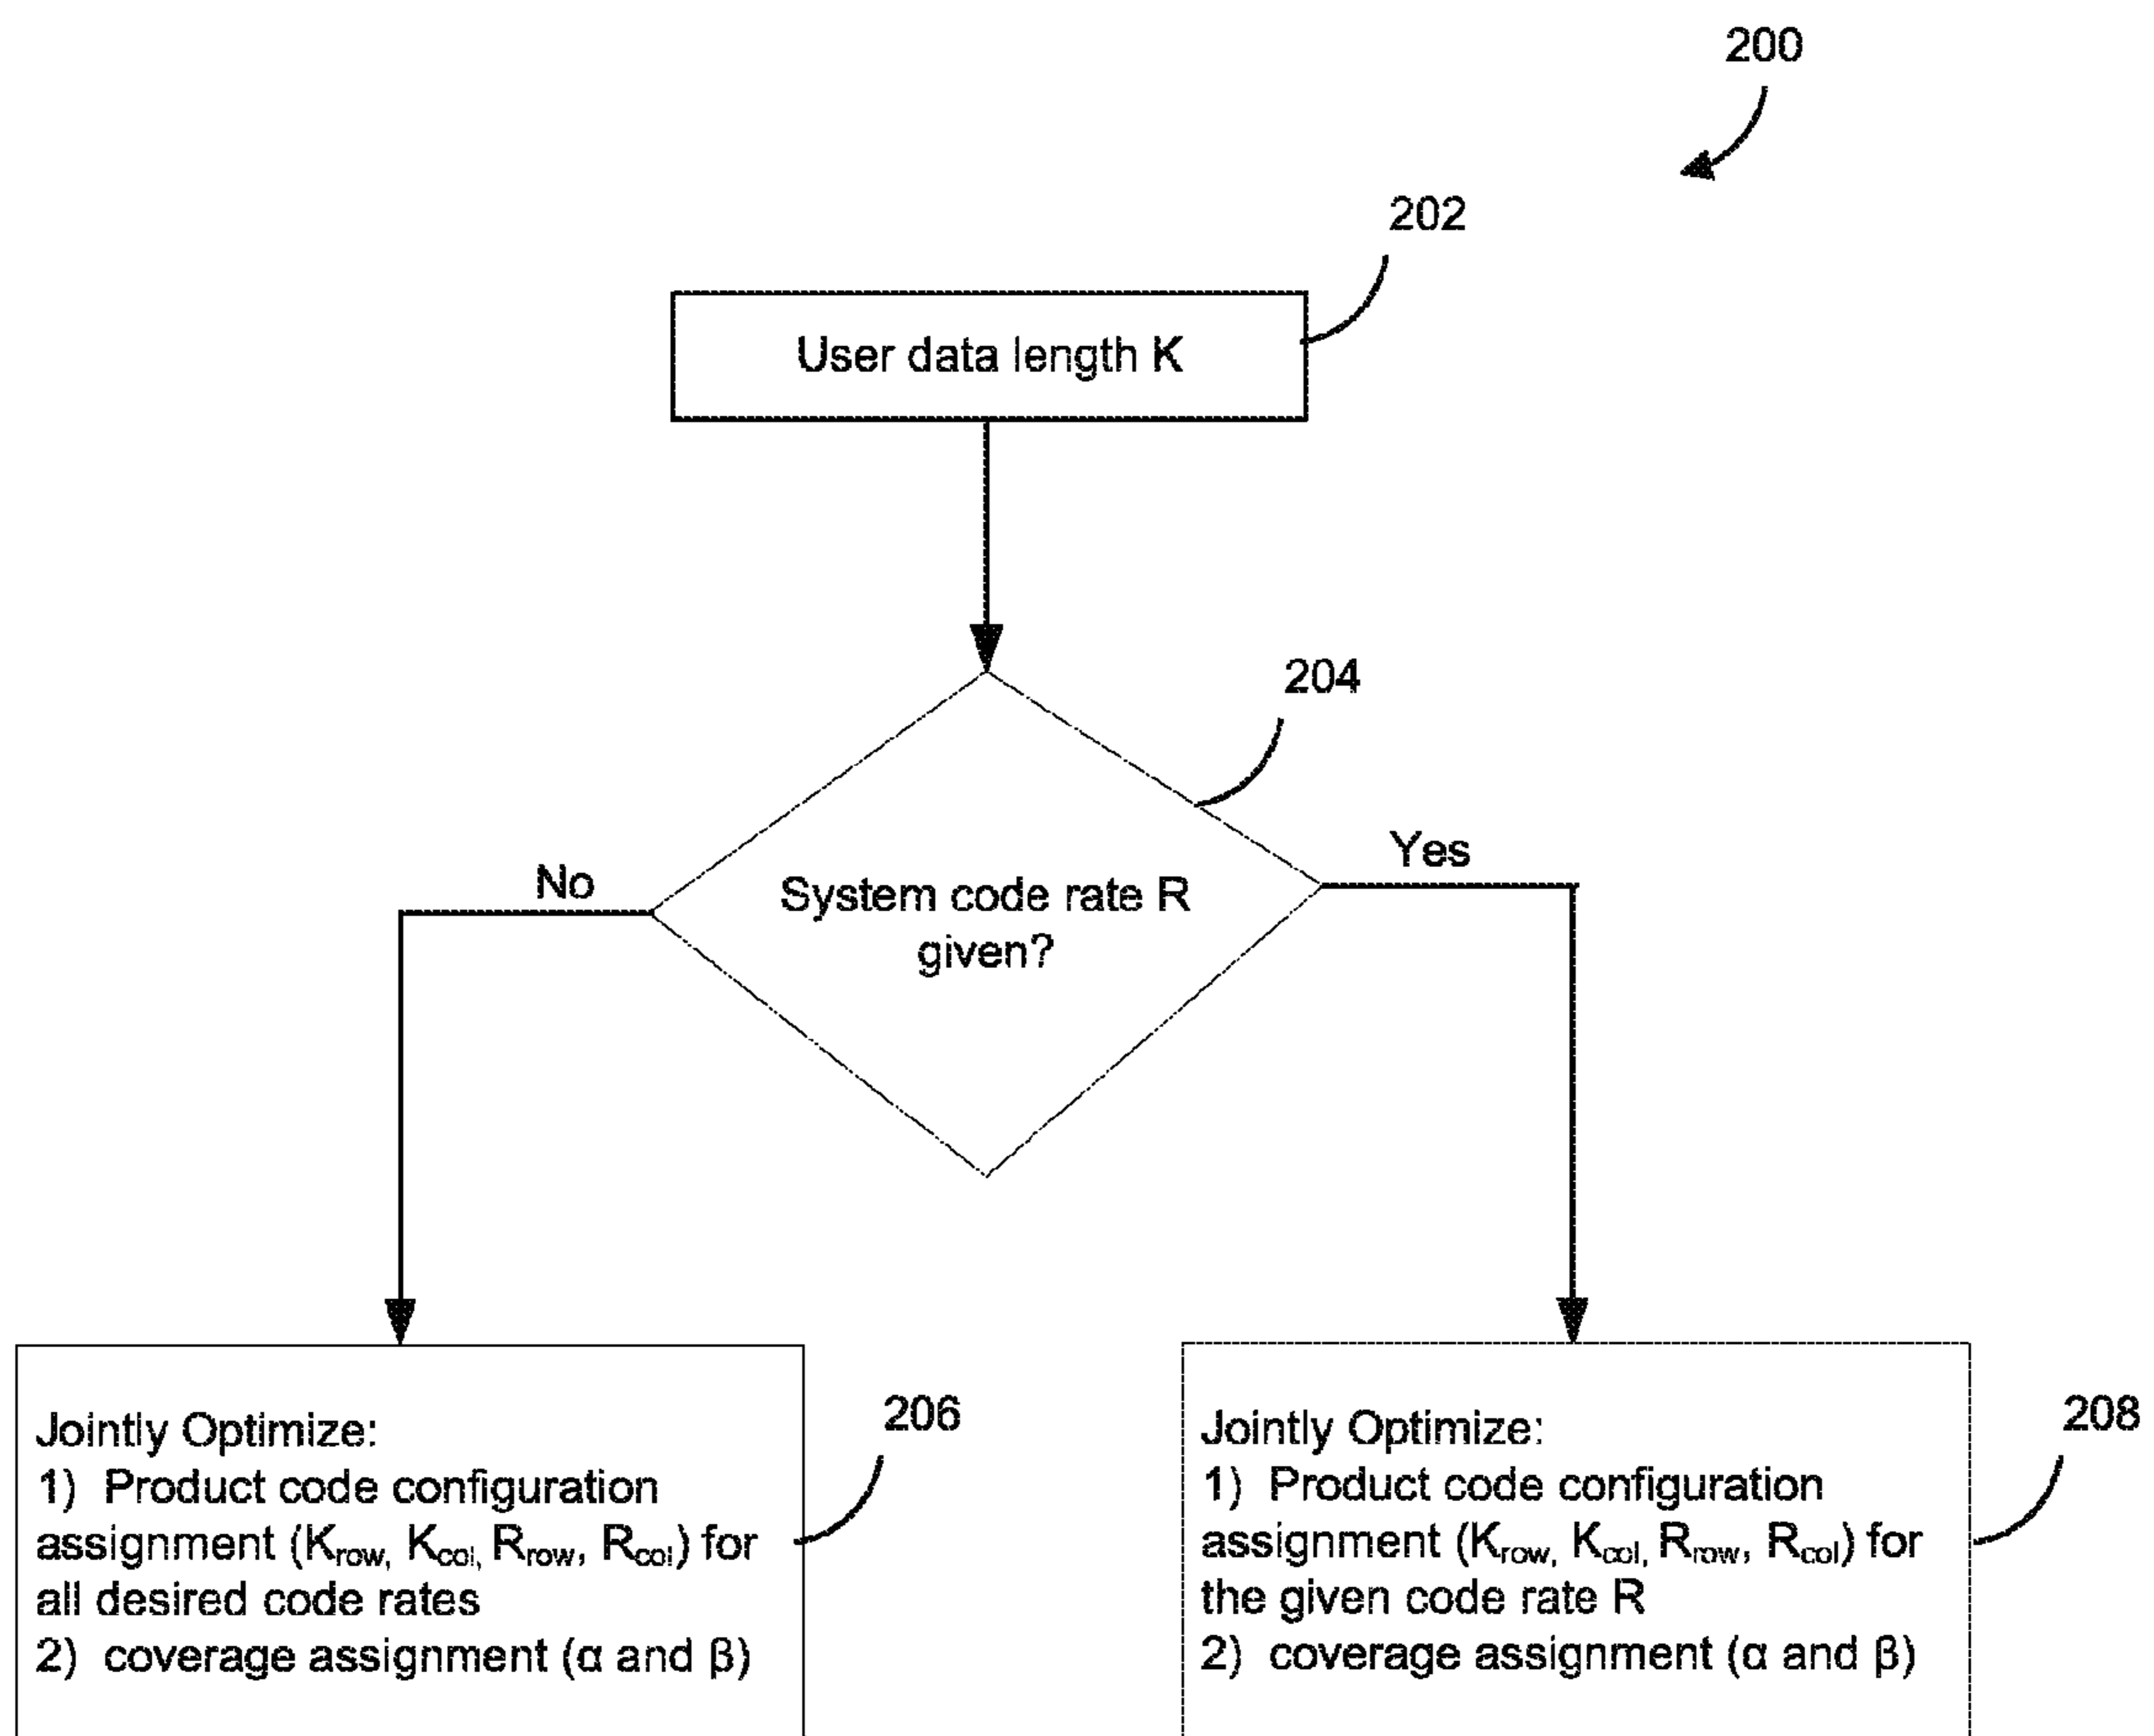 200
202
User data length K
204
No
Yes
System code rate R
given?
206
Jointly Optimize:
1) Product code configuration
assignment (Krow, Kcol, Rrow, Rcol) for
all desired code rates
2) coverage assignment (α and β)
208
Jointly Optimize:
1) Product code configuration
assignment (Krow, Kcol, Rrow, Rcol) for
the given code rate R
2) coverage assignment (α and β)